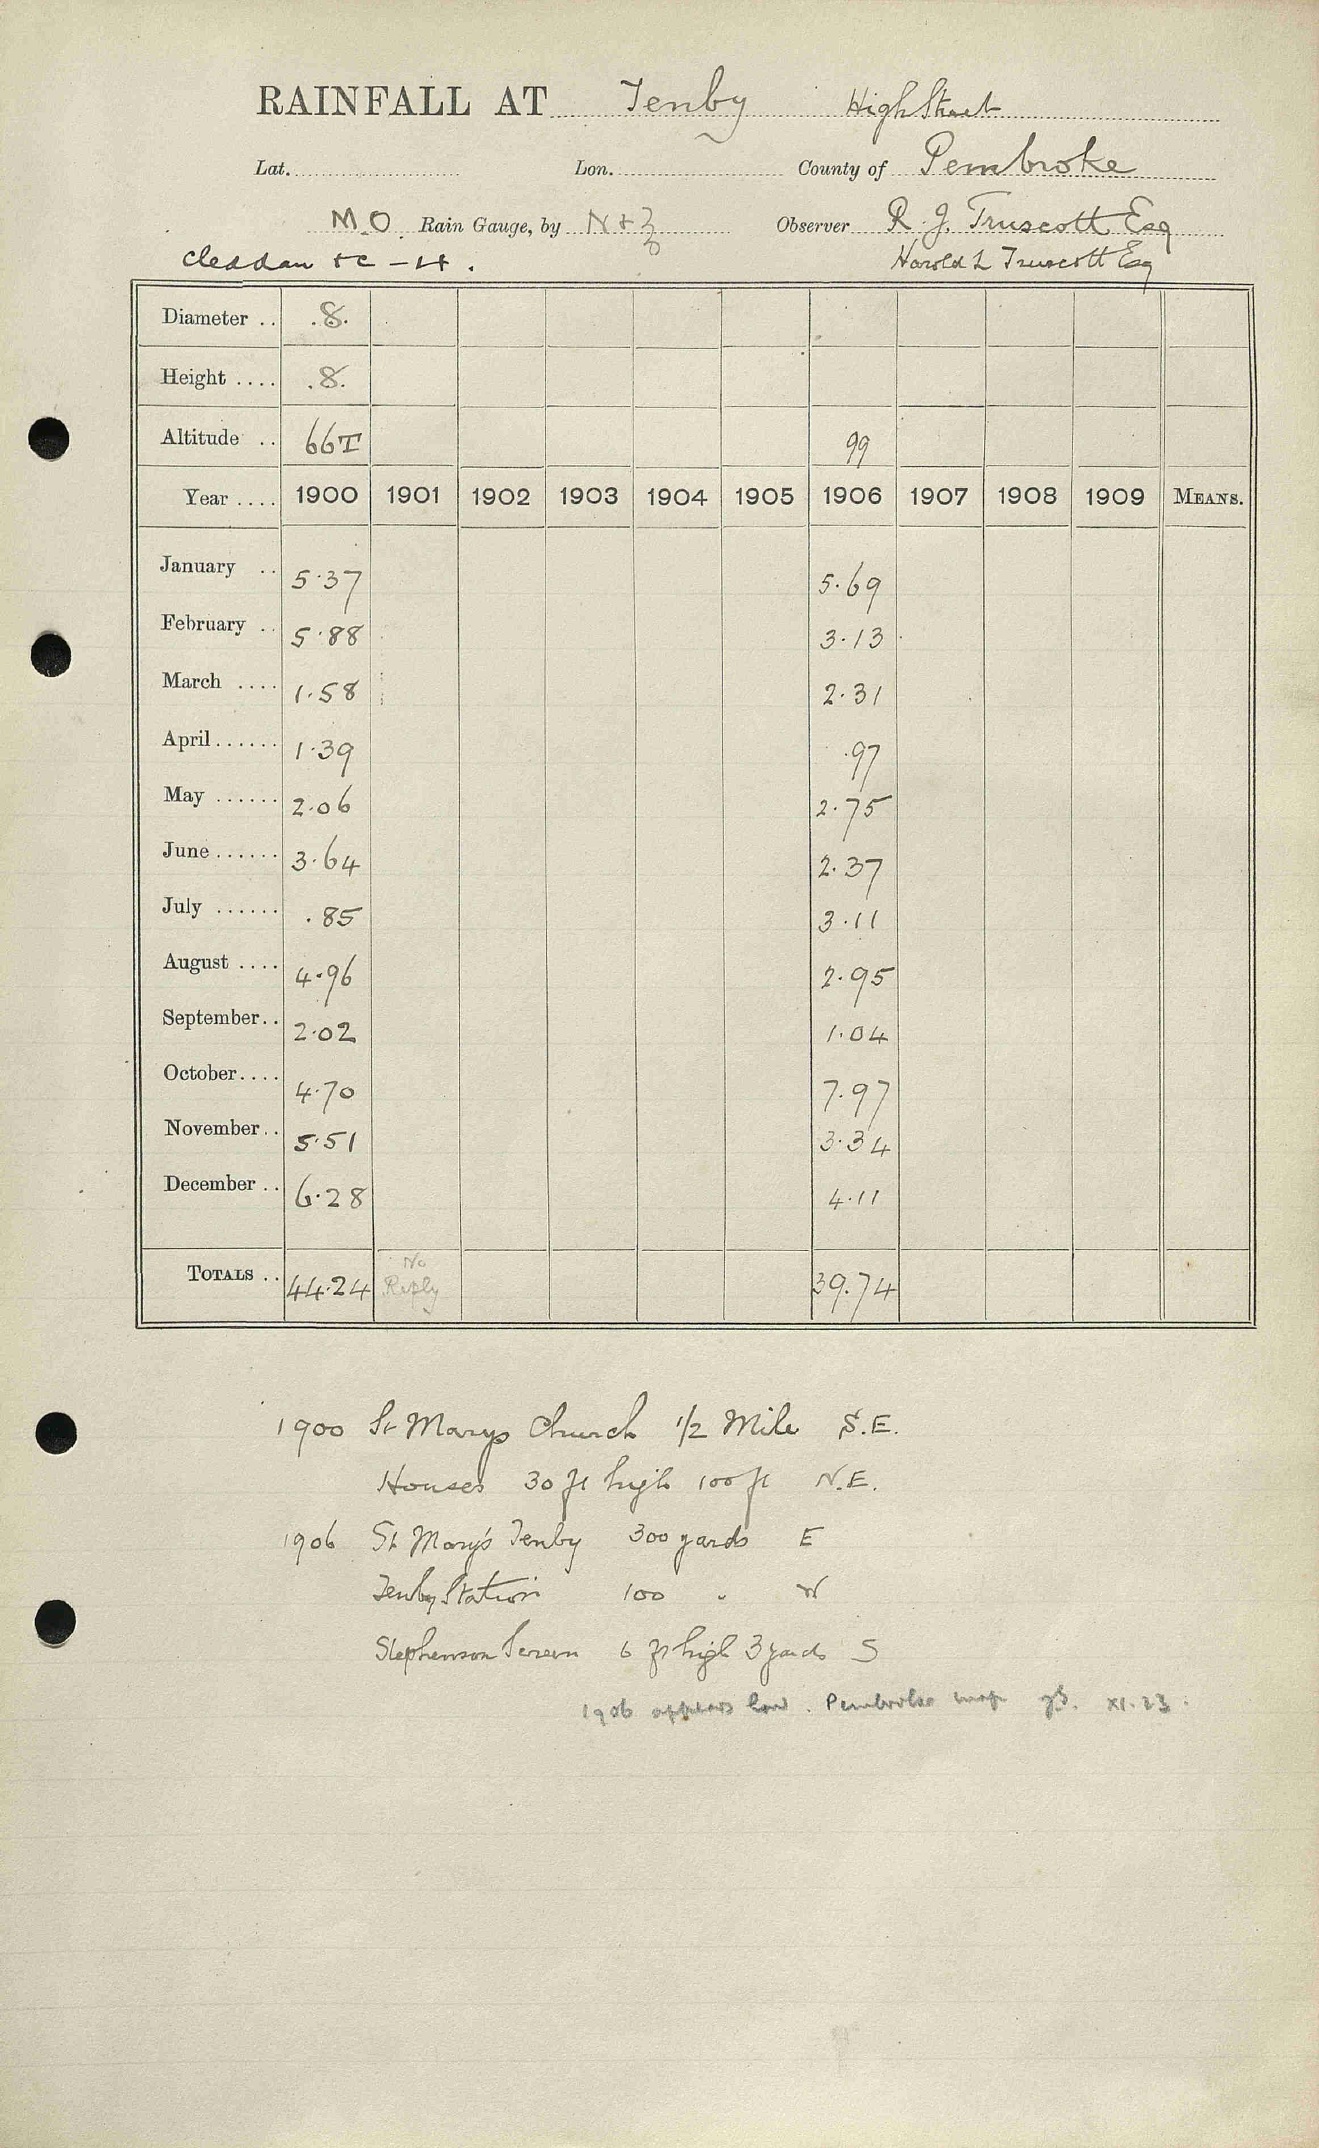 RAINFALL AT Tenby High Street
Lat. Lon. County of Pembroke
M.O. Rain Gauge, by N & Z Observer R. J. Truscott Esq
Cleddau &c - 14. Harold L Truscott Esq
Diameter .. .8.
Height .... .8.
Altitude .. 66T 99
Year .... 1900 1901 1902 1903 1904 1905 1906 1907 1908 1909 MEANS.
January .. 5.37 5.69
February .. 5.88 3.13
March .... 1.58 2.31
April...... 1.39 .97
May ...... 2.06 2.75
June...... 3.64 2.37
July ...... .85 3.11
August .... 4.96 2.95
September.. 2.02 1.04
October.... 4.70 7.97
November.. 5.51 3.34
December .. 6.28 4.11
TOTALS .. 44.24 No Reply 39.74
1900 St Marys Church 1/2 Mile S.E.
Houses 30 ft high 100 ft N.E.
1906 St Mary's Tenby 300 yards E
Tenby Station 100 " W
Stephenson Screen 6 ft high 3 yards S
1906 appears low. Pembroke map XI.23.